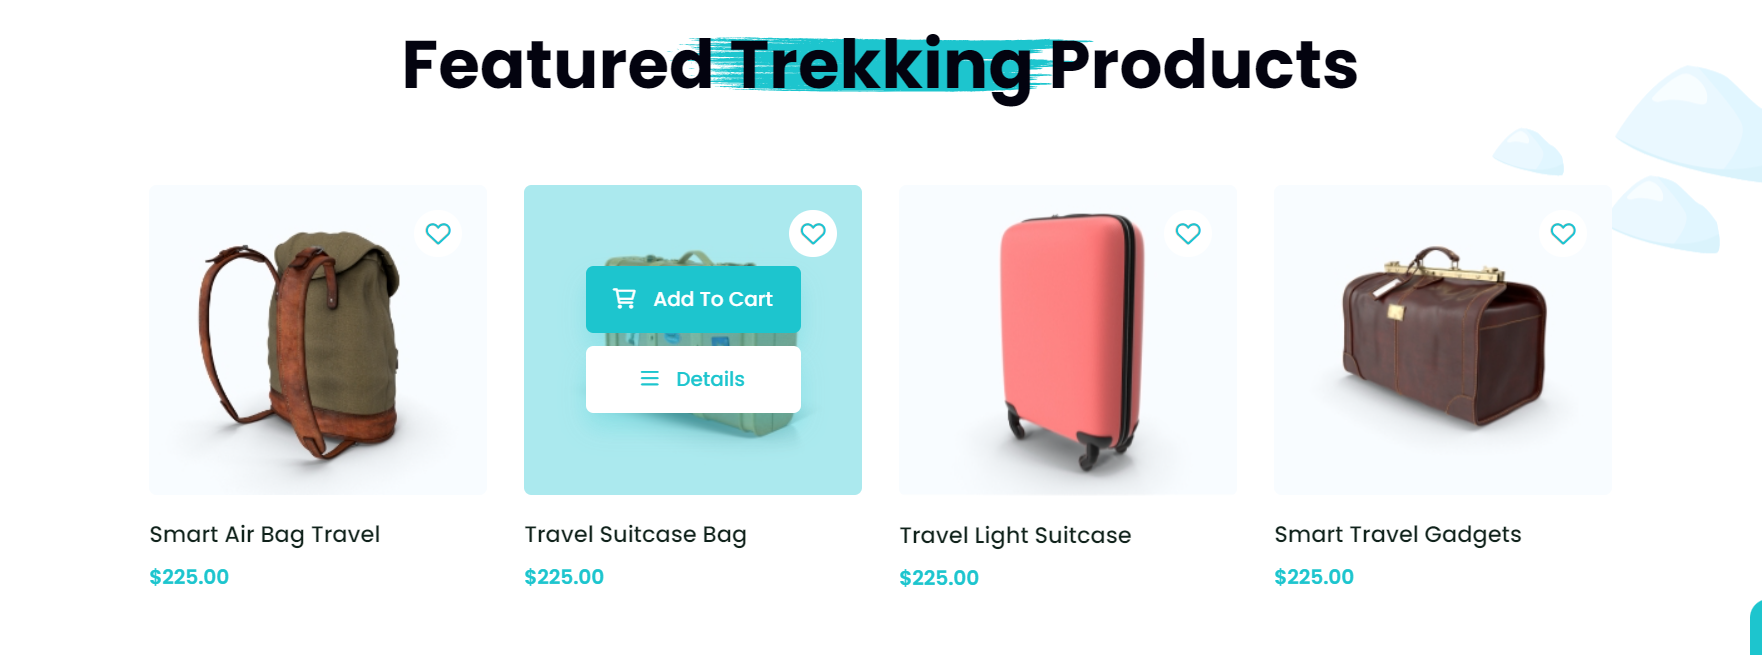 Featured Trekking Products
Add To Cart
Details
Smart Air Bag Travel
Travel Suitcase Bag
Travel Light Suitcase
Smart Travel Gadgets
$225.00
$225.00
$225.00
$225.00